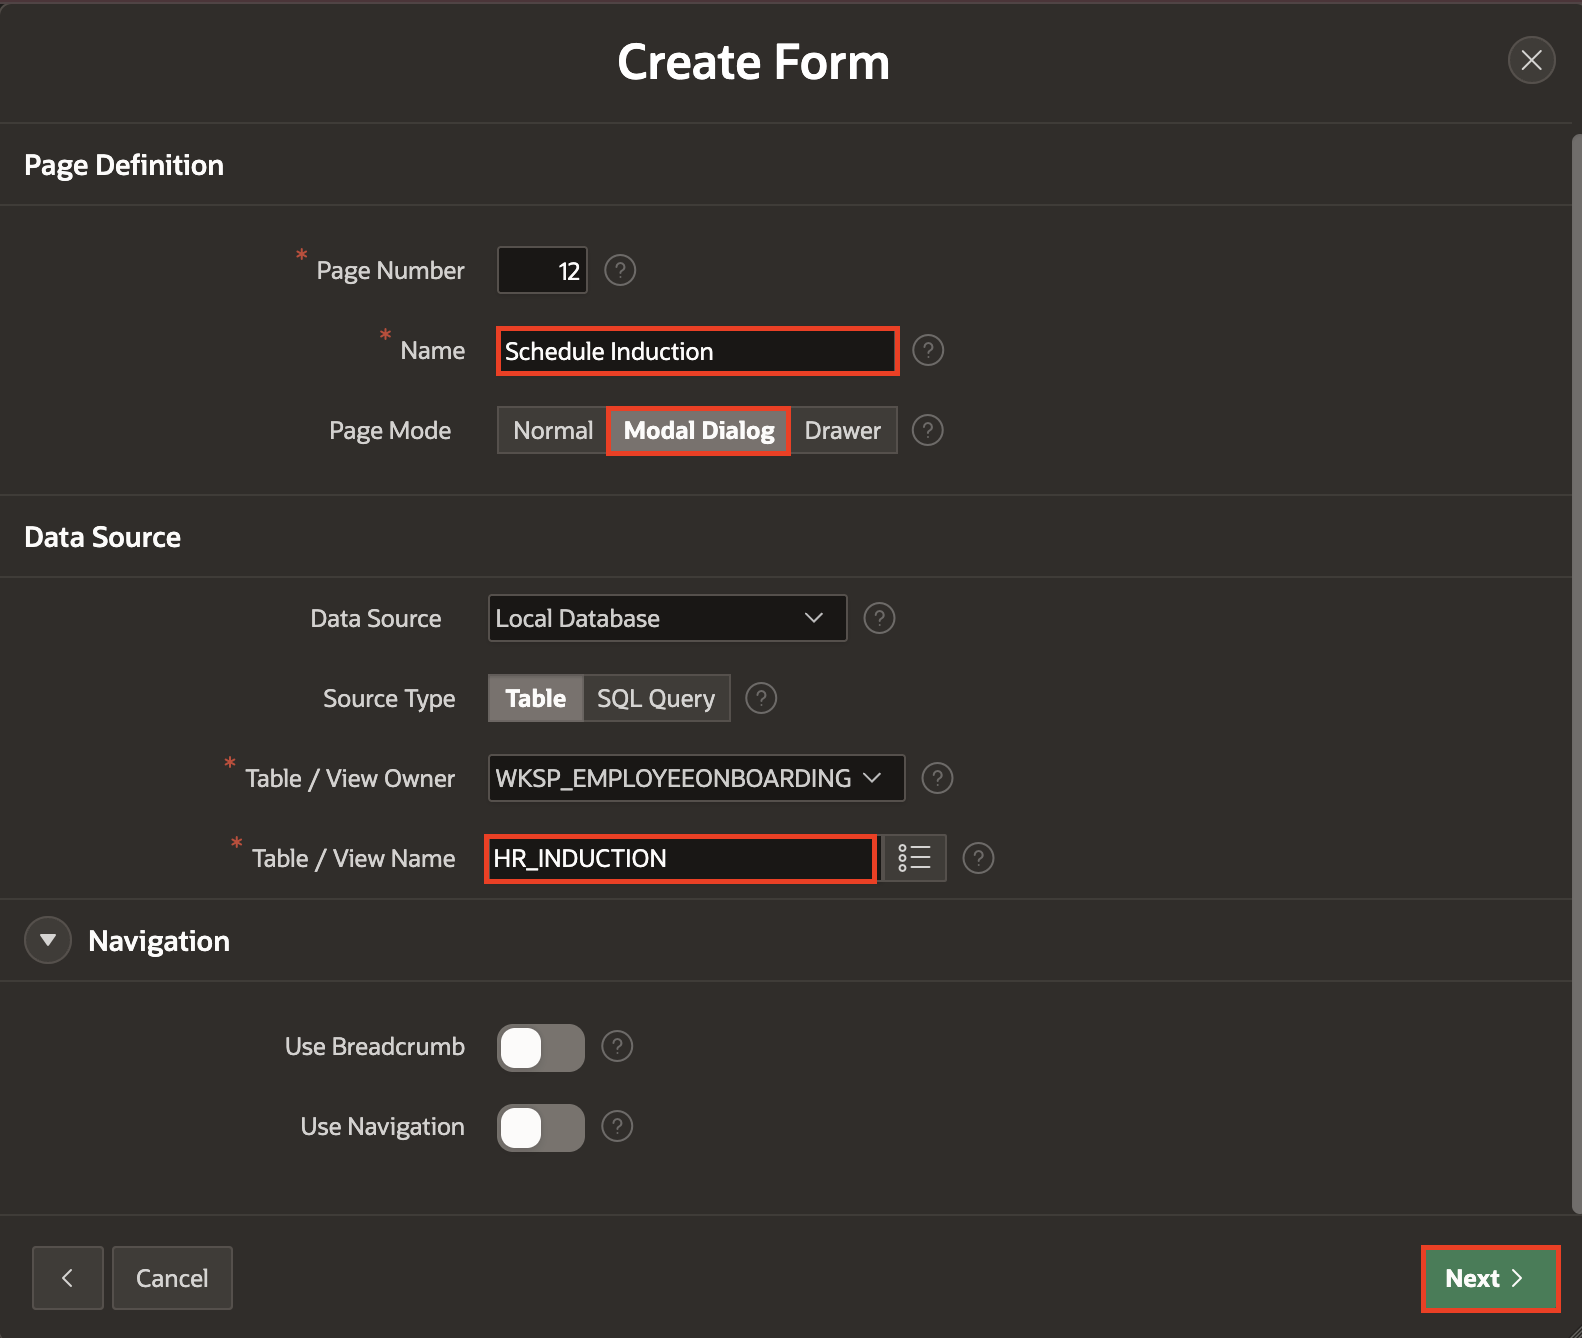 Create Form
Page Definition
* Page Number 12 ?
* Name Schedule Induction ?
Page Mode Normal Modal Dialog Drawer ?
Data Source
Data Source Local Database ?
Source Type Table SQL Query ?
* Table / View Owner WKSP_EMPLOYEEONBOARDING ?
* Table / View Name HR_INDUCTION ?
Navigation
Use Breadcrumb ?
Use Navigation ?
Cancel Next